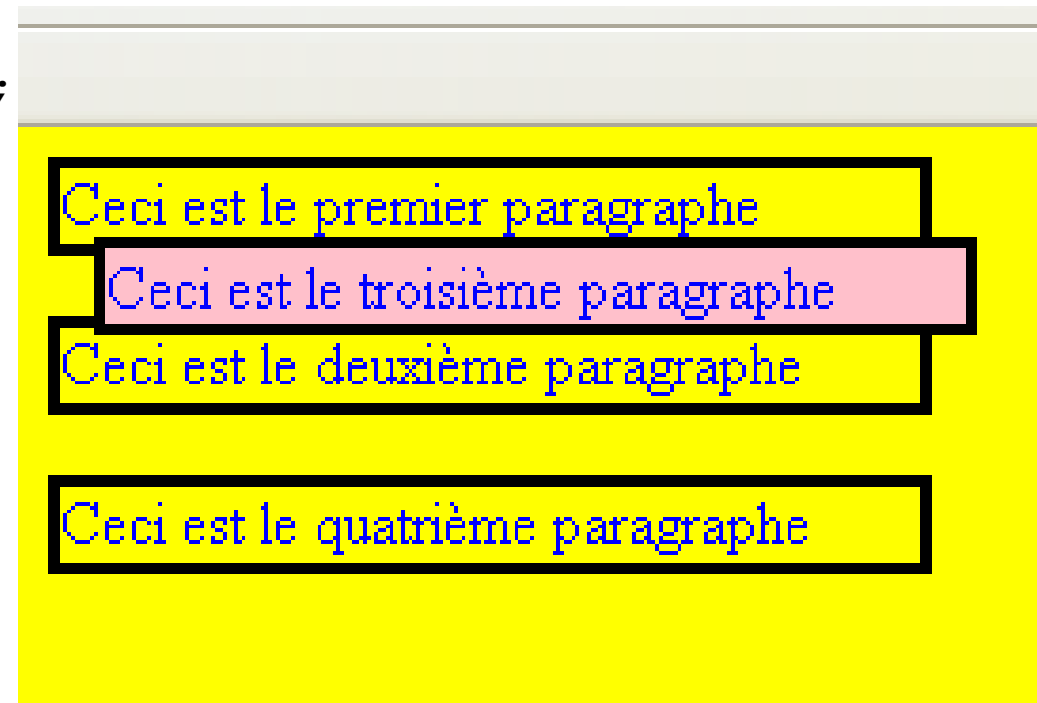 ;
Ceci est le premier paragraphe
Ceci est le troisième paragraphe
Ceci est le deuxième paragraphe
Ceci est le quatrième paragraphe